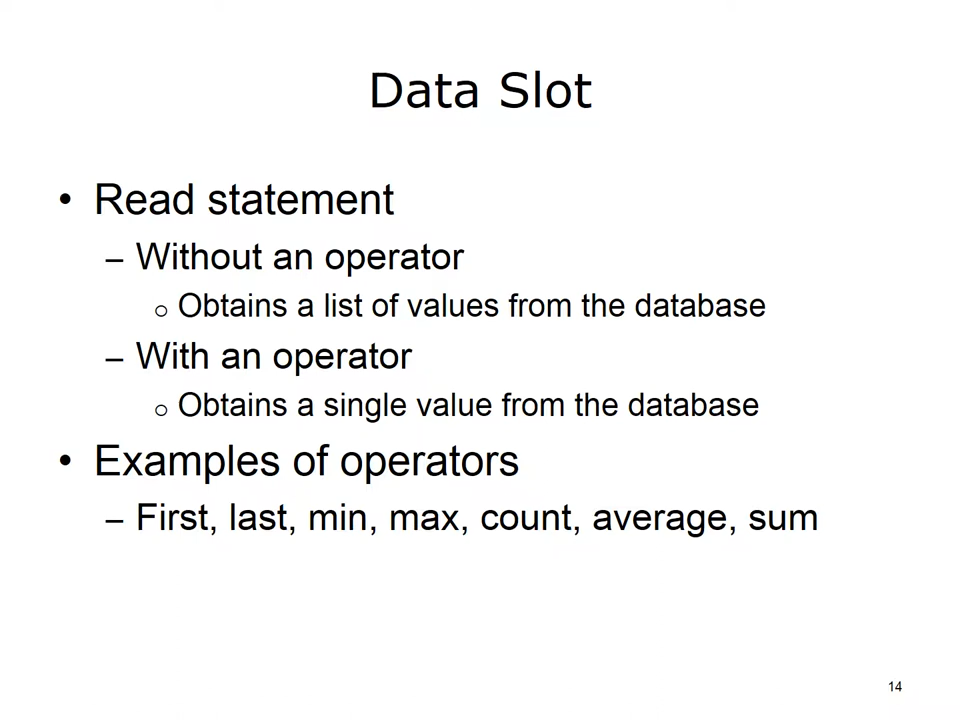 Data Slot
• Read statement
– Without an operator
o Obtains a list of values from the database
– With an operator
o Obtains a single value from the database
• Examples of operators
– First, last, min, max, count, average, sum
14